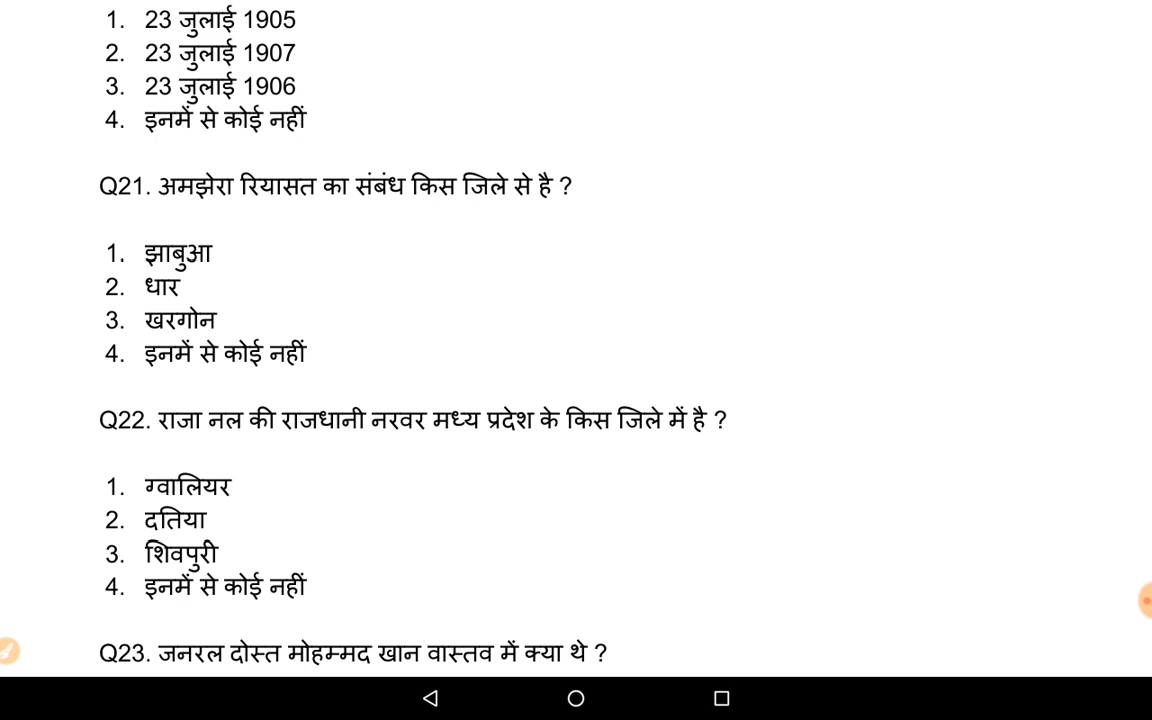 1. 23 जुलाई 1905
2. 23 जुलाई 1907
3. 23 जुलाई 1906
4. इनमें से कोई नहीं
Q21. अमझेरा रियासत का संबंध किस जिले से है ?
1. झाबुआ
2. धार
3. खरगोन
4. इनमें से कोई नहीं
Q22. राजा नल की राजधानी नरवर मध्य प्रदेश के किस जिले में है ?
1. ग्वालियर
2. दतिया
3. शिवपुरी
4. इनमें से कोई नहीं
Q23. जनरल दोस्त मोहम्मद खान वास्तव में क्या थे ?